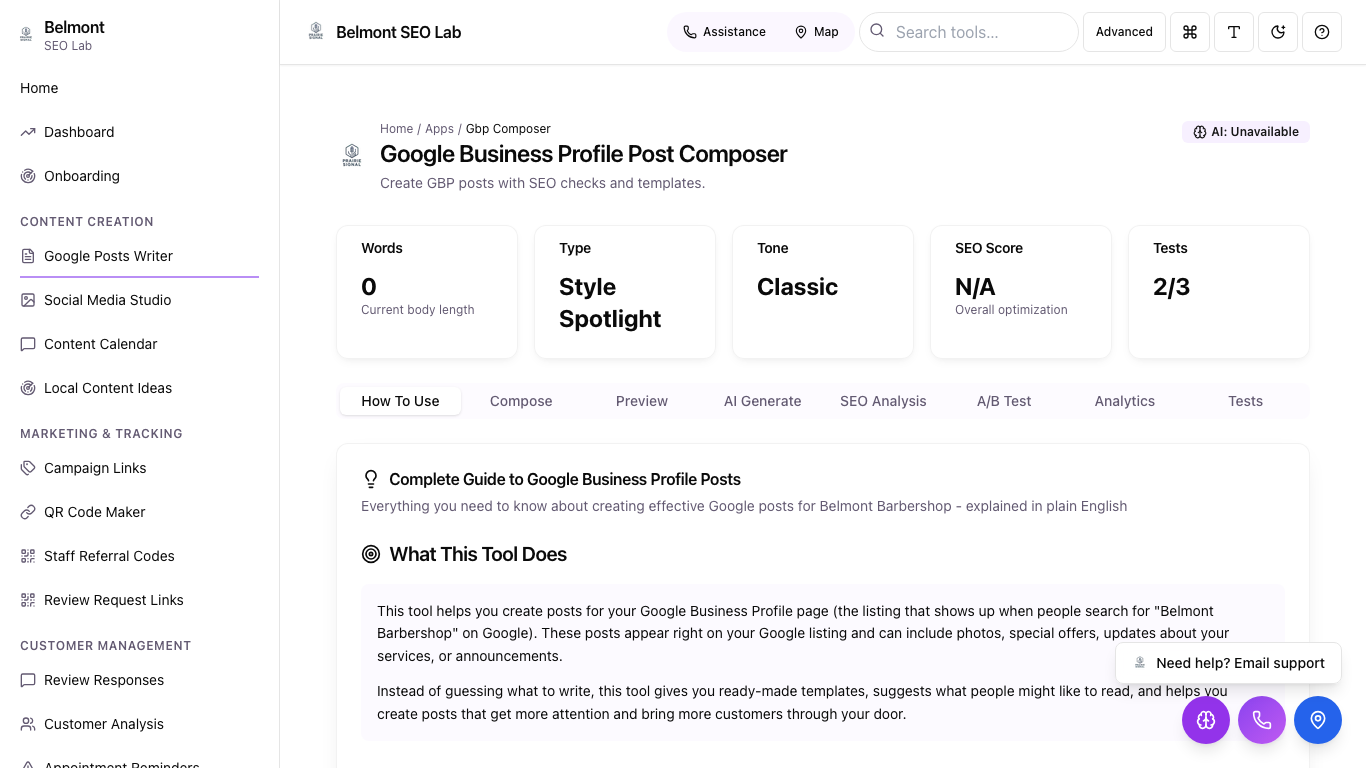 Belmont
SEO Lab
Home
Dashboard
Onboarding
CONTENT CREATION
Google Posts Writer
Social Media Studio
Content Calendar
Local Content Ideas
MARKETING & TRACKING
Campaign Links
QR Code Maker
Staff Referral Codes
Review Request Links
CUSTOMER MANAGEMENT
Review Responses
Customer Analysis
Appointment Reminders
Belmont SEO Lab
Assistance
Map
Search tools...
Advanced
Home / Apps / Gbp Composer
AI: Unavailable
PRAIRIE
SIGNAL
Google Business Profile Post Composer
Create GBP posts with SEO checks and templates.
Words
0
Current body length
Type
Style
Spotlight
Tone
Classic
SEO Score
N/A
Overall optimization
Tests
2/3
How To Use
Compose
Preview
AI Generate
SEO Analysis
A/B Test
Analytics
Tests
Complete Guide to Google Business Profile Posts
Everything you need to know about creating effective Google posts for Belmont Barbershop - explained in plain English
What This Tool Does
This tool helps you create posts for your Google Business Profile page (the listing that shows up when people search for "Belmont
Barbershop" on Google). These posts appear right on your Google listing and can include photos, special offers, updates about your
services, or announcements.
Instead of guessing what to write, this tool gives you ready-made templates, suggests what people might like to read, and helps you
create posts that get more attention and bring more customers through your door.
Need help? Email support